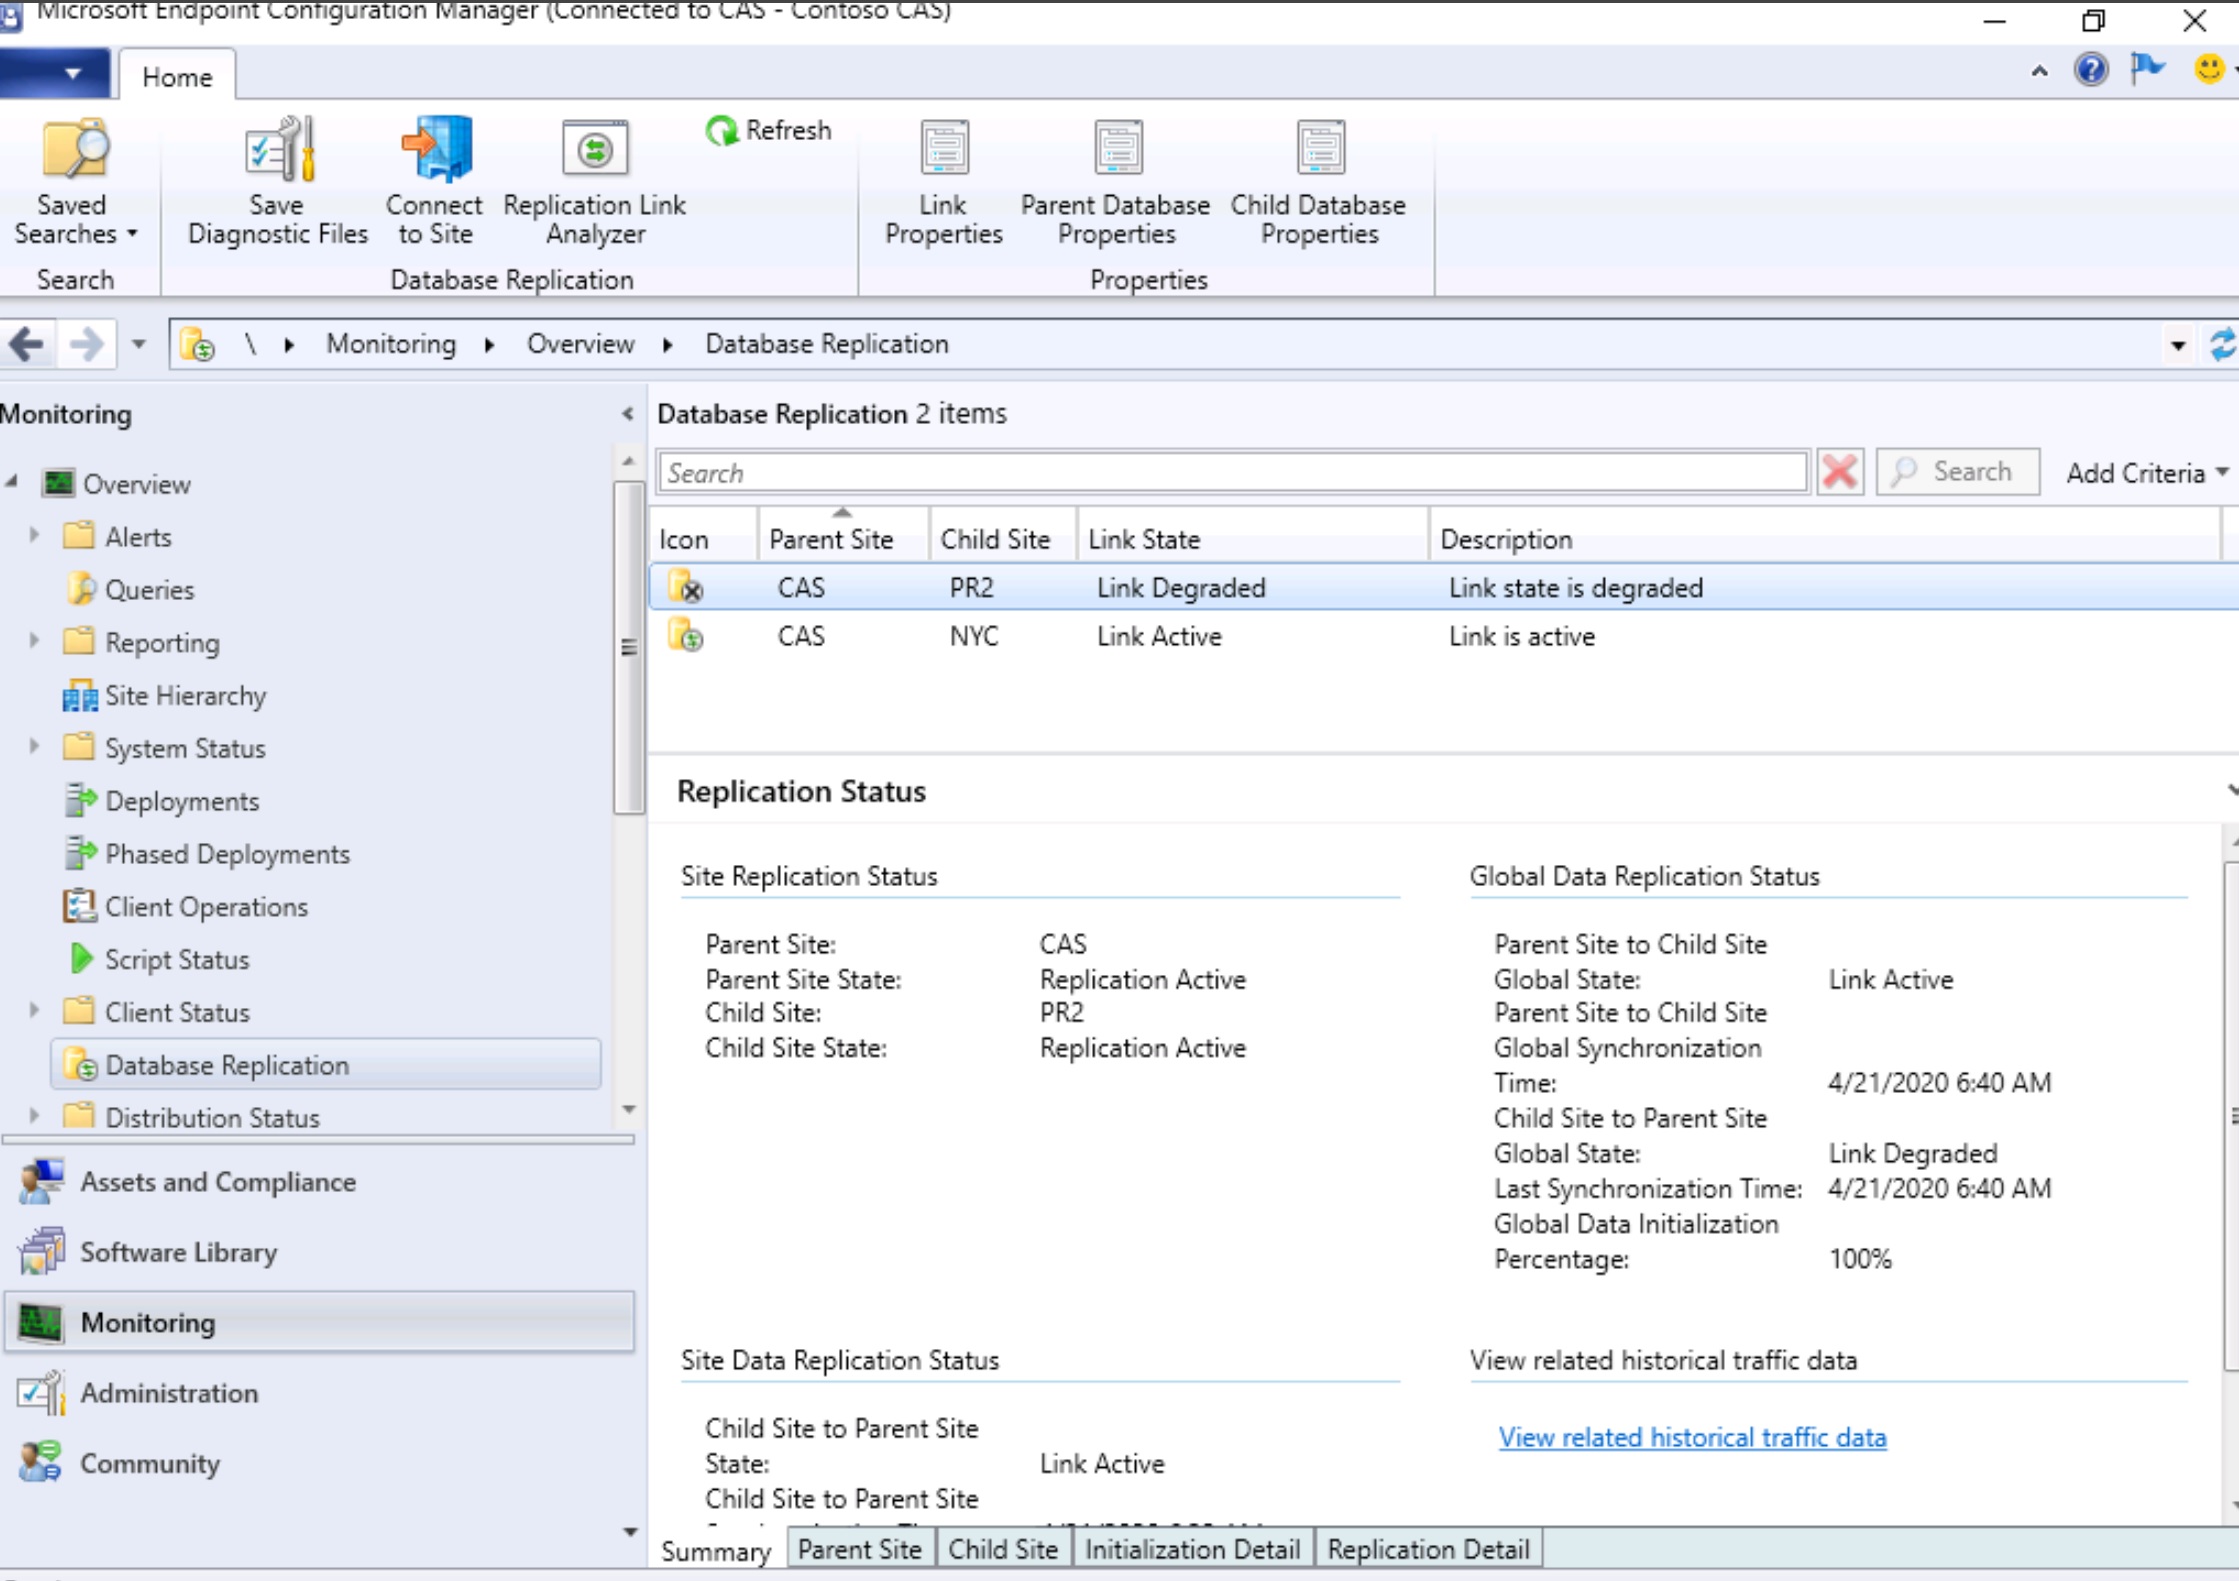 Microsoft Endpoint Configuration Manager (Connected to CAS - Contoso CAS)
Home
Saved Searches
Save Diagnostic Files
Connect to Site
Replication Link Analyzer
Refresh
Link Properties
Parent Database Properties
Child Database Properties
Search
Database Replication
Properties
\ Monitoring Overview Database Replication
Monitoring
Overview
Alerts
Queries
Reporting
Site Hierarchy
System Status
Deployments
Phased Deployments
Client Operations
Script Status
Client Status
Database Replication
Distribution Status
Assets and Compliance
Software Library
Monitoring
Administration
Community
Database Replication 2 items
Search
Search
Add Criteria
Icon Parent Site Child Site Link State Description
CAS PR2 Link Degraded Link state is degraded
CAS NYC Link Active Link is active
Replication Status
Site Replication Status
Parent Site: CAS
Parent Site State: Replication Active
Child Site: PR2
Child Site State: Replication Active
Global Data Replication Status
Parent Site to Child Site
Global State: Link Active
Parent Site to Child Site
Global Synchronization
Time: 4/21/2020 6:40 AM
Child Site to Parent Site
Global State: Link Degraded
Last Synchronization Time: 4/21/2020 6:40 AM
Global Data Initialization
Percentage: 100%
Site Data Replication Status
Child Site to Parent Site
State: Link Active
Child Site to Parent Site
View related historical traffic data
View related historical traffic data
Summary Parent Site Child Site Initialization Detail Replication Detail